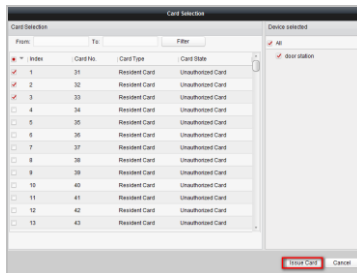 Card Selection
Card Selection
Device selected
From: To: Filter
All
Index Card No. Card Type Card State
door station
1 31 Resident Card Unauthorized Card
2 32 Resident Card Unauthorized Card
3 33 Resident Card Unauthorized Card
4 34 Resident Card Unauthorized Card
5 35 Resident Card Unauthorized Card
6 36 Resident Card Unauthorized Card
7 37 Resident Card Unauthorized Card
8 38 Resident Card Unauthorized Card
9 39 Resident Card Unauthorized Card
10 40 Resident Card Unauthorized Card
11 41 Resident Card Unauthorized Card
12 42 Resident Card Unauthorized Card
13 43 Resident Card Unauthorized Card
Issue Card Cancel